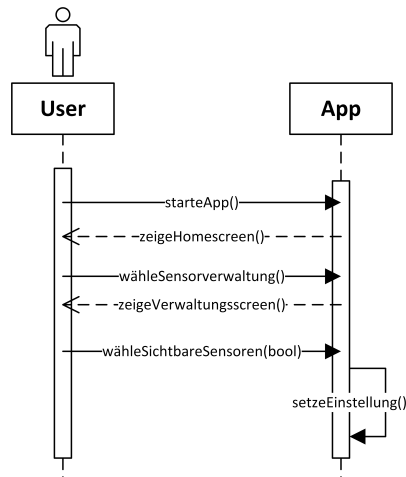 User
App
starteApp()
zeigeHomescreen()
wähleSensorverwaltung()
zeigeVerwaltungsscreen()
wähleSichtbareSensoren(bool)
setzeEinstellung()